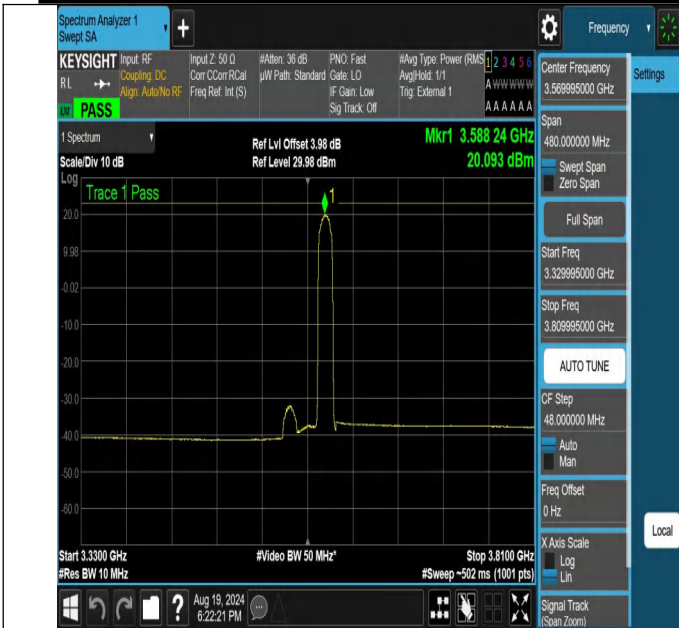 Spectrum Analyzer 1
Swept SA
+
Frequency
KEYSIGHT
RL
PASS
Input: RF
Coupling: DC
Align: Auto/No RF
Input Z: 50 Ω
Corr CCorr RCal
Freq Ref: Int (S)
#Atten: 36 dB
µW Path: Standard
PNO: Fast
Gate: LO
IF Gain: Low
Sig Track: Off
#Avg Type: Power (RMS
Avg|Hold: 1/1
Trig: External 1
1 2 3 4 5 6
A W W W W W
A A A A A A
1 Spectrum
Scale/Div 10 dB
Ref Lvl Offset 3.98 dB
Ref Level 29.98 dBm
Mkr1 3.588 24 GHz
20.093 dBm
Log
Trace 1 Pass
1
20.0
9.98
-0.02
-10.0
-20.0
-30.0
-40.0
-50.0
-60.0
Start 3.3300 GHz
#Res BW 10 MHz
#Video BW 50 MHz*
Stop 3.8100 GHz
#Sweep ~502 ms (1001 pts)
?
Aug 19, 2024
6:22:21 PM
Center Frequency
3.569995000 GHz
Settings
Span
480.000000 MHz
Swept Span
Zero Span
Full Span
Start Freq
3.329995000 GHz
Stop Freq
3.809995000 GHz
AUTO TUNE
CF Step
48.000000 MHz
Auto
Man
Freq Offset
0 Hz
X Axis Scale
Log
Lin
Local
Signal Track
(Span Zoom)